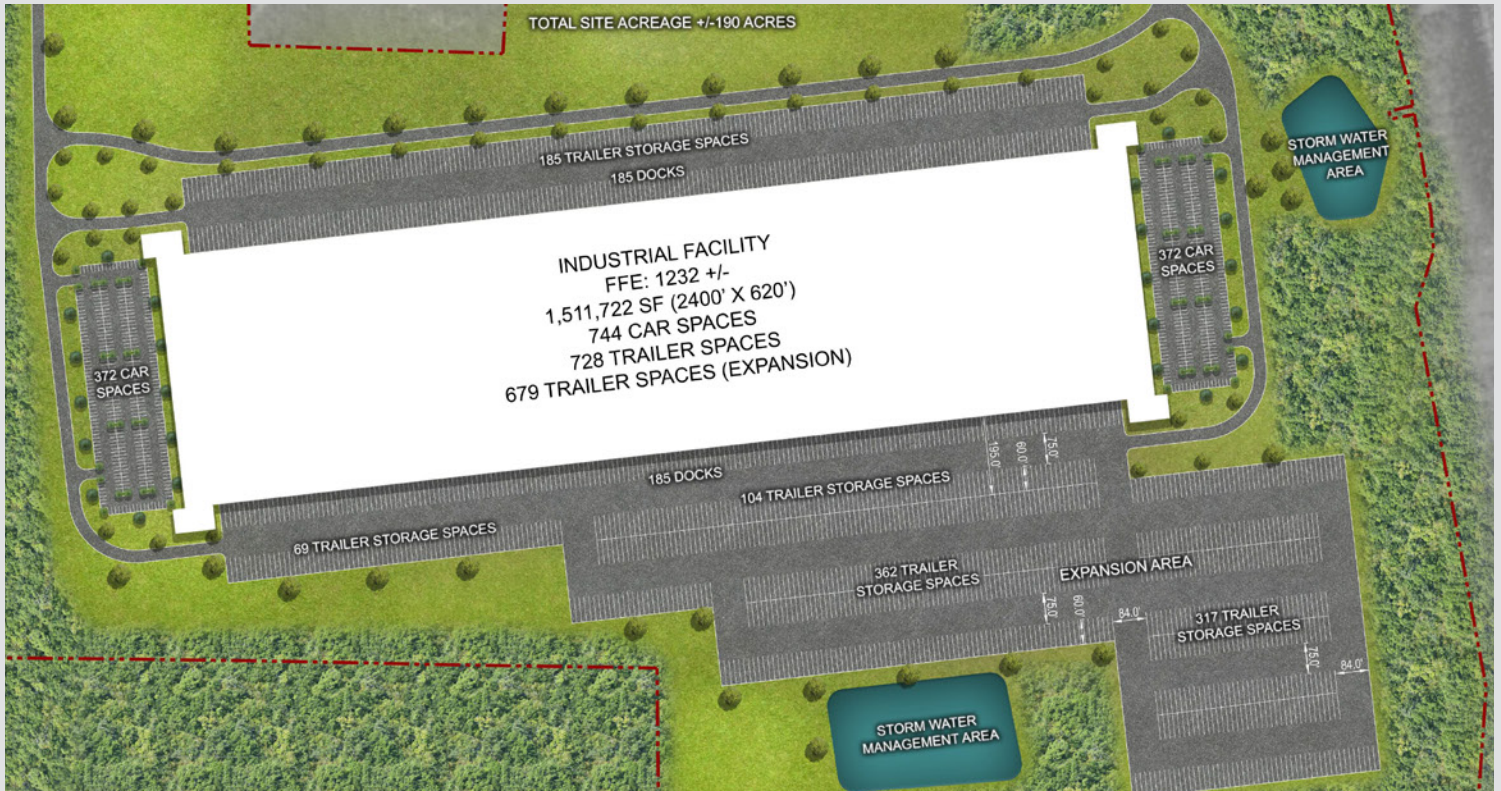 TOTAL SITE ACREAGE +/-190 ACRES
STORM WATER
MANAGEMENT
AREA
185 TRAILER STORAGE SPACES
185 DOCKS
INDUSTRIAL FACILITY
FFE: 1232 +/-
1,511,722 SF (2400' X 620')
744 CAR SPACES
728 TRAILER SPACES
679 TRAILER SPACES (EXPANSION)
372 CAR
SPACES
372 CAR
SPACES
195.0'
60.0'
75.0'
185 DOCKS
104 TRAILER STORAGE SPACES
69 TRAILER STORAGE SPACES
362 TRAILER
STORAGE SPACES
EXPANSION AREA
75.0'
60.0'
84.0'
317 TRAILER
STORAGE SPACES
75.0'
84.0'
STORM WATER
MANAGEMENT AREA